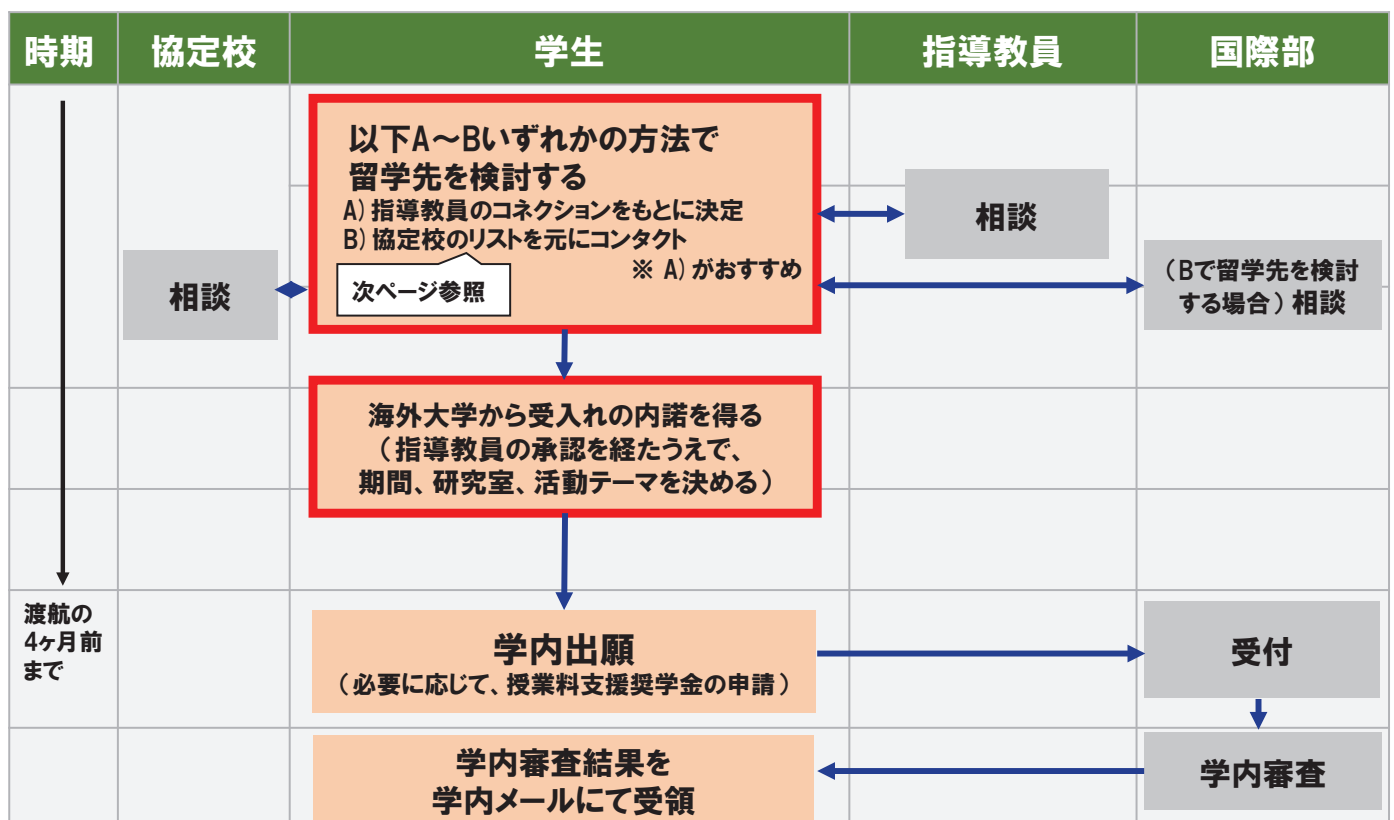 時期
協定校
学生
指導教員
国際部
以下A～Bいずれかの方法で
留学先を検討する
A）指導教員のコネクションをもとに決定
B）協定校のリストを元にコンタクト
※ A）がおすすめ
次ページ参照
相談
相談
（Bで留学先を検討
する場合）相談
海外大学から受入れの内諾を得る
（指導教員の承認を経たうえで、
期間、研究室、活動テーマを決める）
渡航の
4ヶ月前
まで
学内出願
（必要に応じて、授業料支援奨学金の申請）
受付
学内審査結果を
学内メールにて受領
学内審査